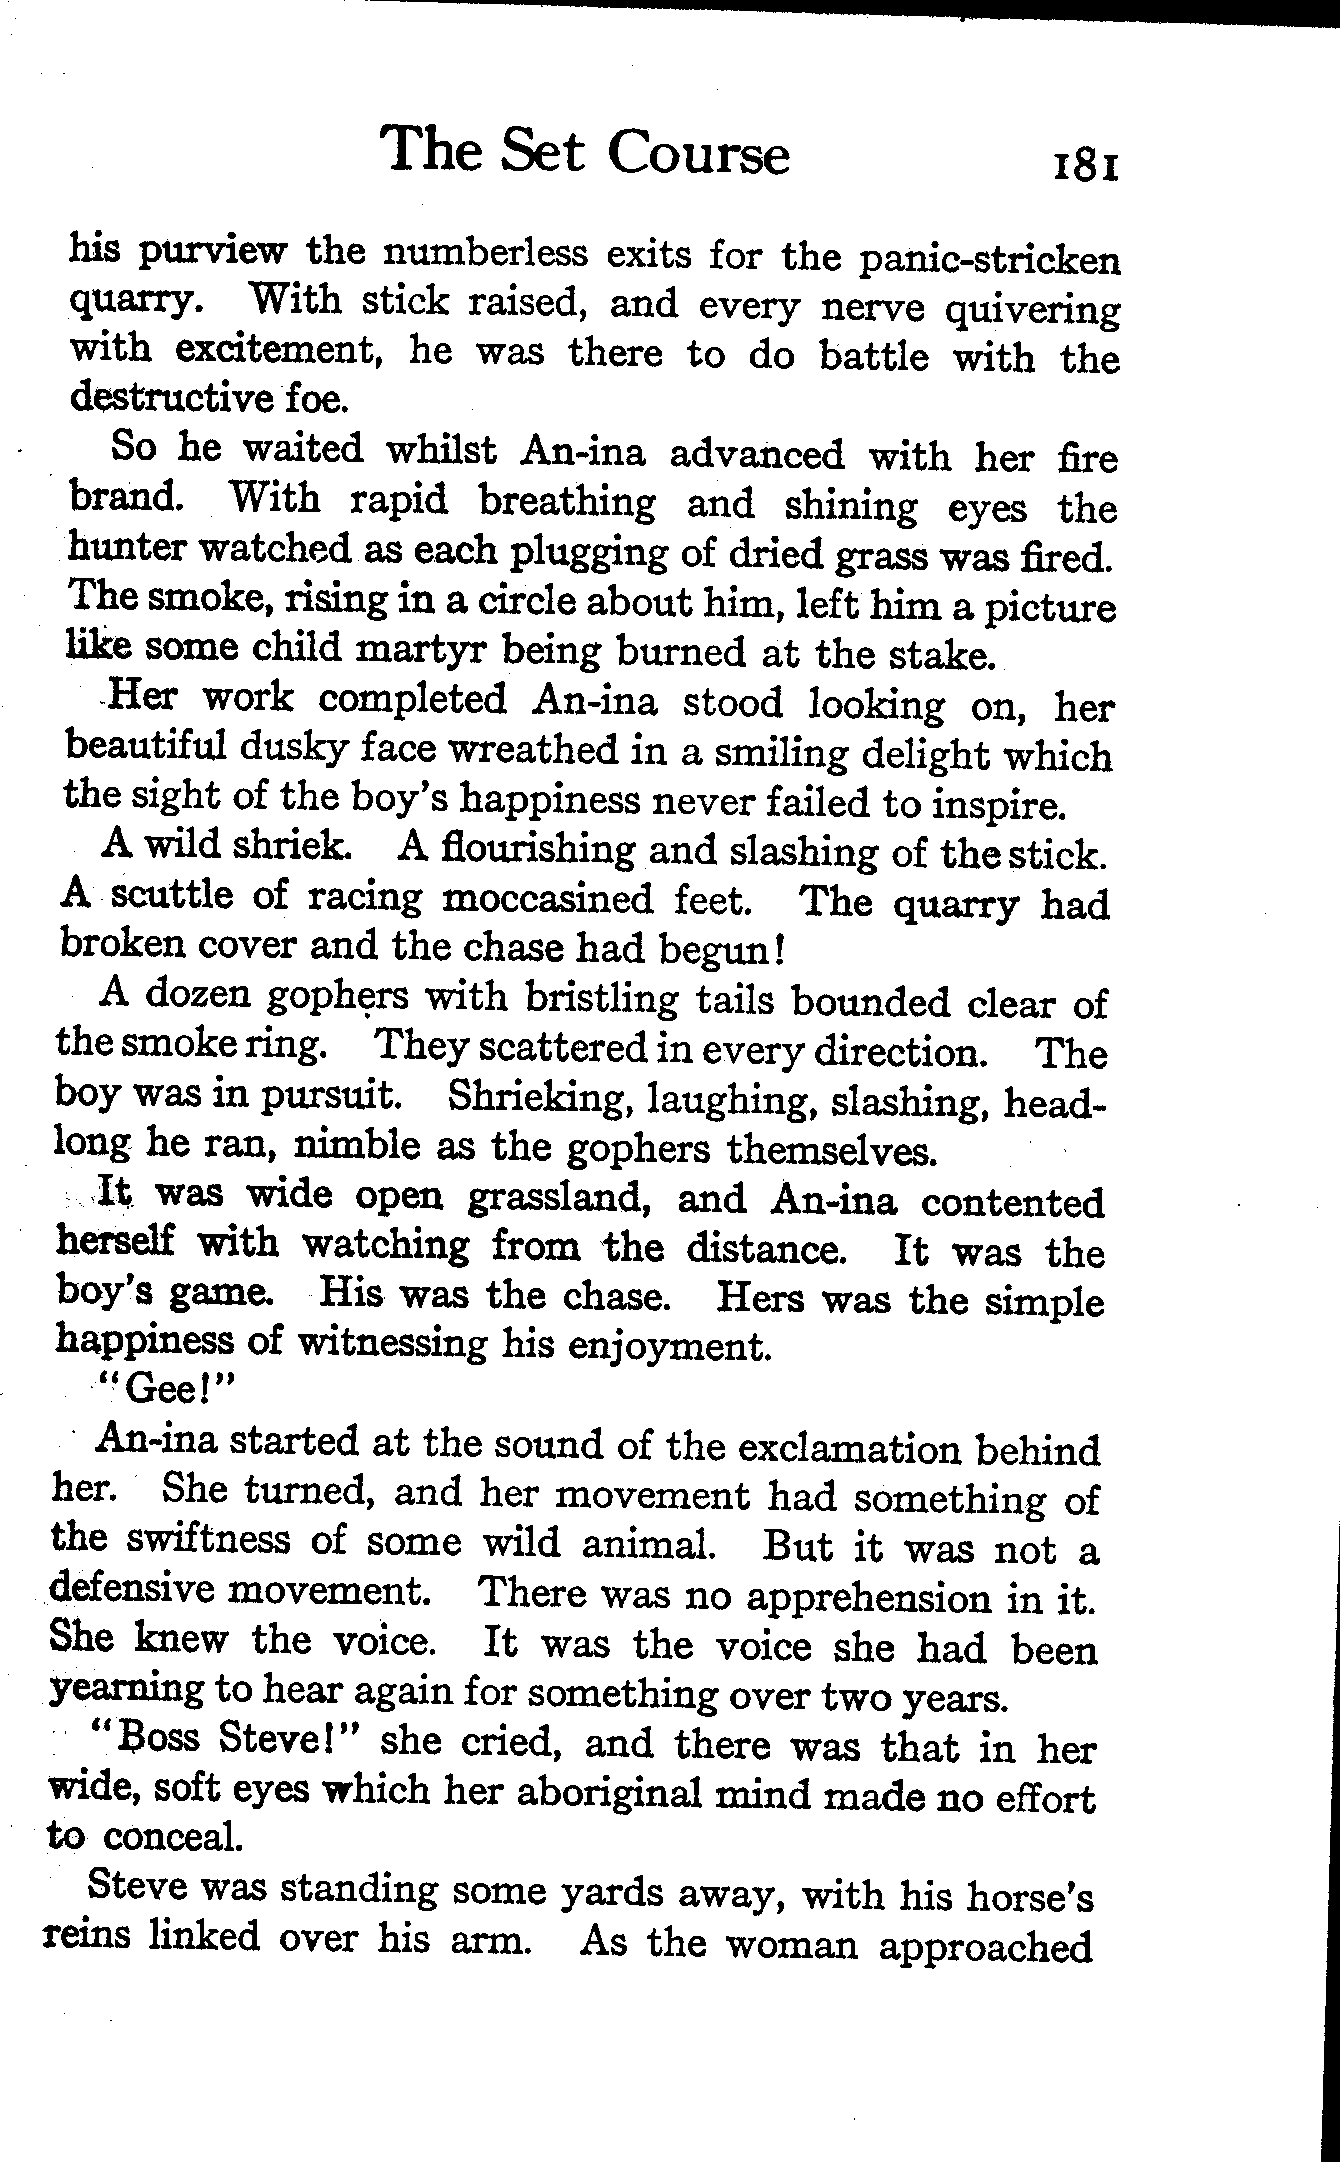 The Set Course 181
his purview the numberless exits for the panic-stricken
quarry. With stick raised, and every nerve quivering
with excitement, he was there to do battle with the
destructive foe.
So he waited whilst An-ina advanced with her fire
brand. With rapid breathing and shining eyes the
hunter watched as each plugging of dried grass was fired.
The smoke, rising in a circle about him, left him a picture
like some child martyr being burned at the stake.
Her work completed An-ina stood looking on, her
beautiful dusky face wreathed in a smiling delight which
the sight of the boy's happiness never failed to inspire.
A wild shriek. A flourishing and slashing of the stick.
A scuttle of racing moccasined feet. The quarry had
broken cover and the chase had begun!
A dozen gophers with bristling tails bounded clear of
the smoke ring. They scattered in every direction. The
boy was in pursuit. Shrieking, laughing, slashing, head-
long he ran, nimble as the gophers themselves.
It was wide open grassland, and An-ina contented
herself with watching from the distance. It was the
boy's game. His was the chase. Hers was the simple
happiness of witnessing his enjoyment.
"Gee!"
An-ina started at the sound of the exclamation behind
her. She turned, and her movement had something of
the swiftness of some wild animal. But it was not a
defensive movement. There was no apprehension in it.
She knew the voice. It was the voice she had been
yearning to hear again for something over two years.
"Boss Steve!" she cried, and there was that in her
wide, soft eyes which her aboriginal mind made no effort
to conceal.
Steve was standing some yards away, with his horse's
reins linked over his arm. As the woman approached